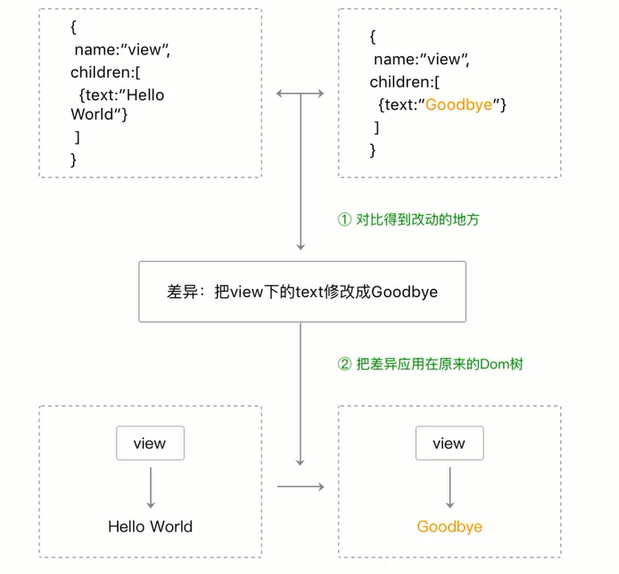 {
name:"view",
children:[
{text:"Hello
World"}
]
}
{
name:"view",
children:[
{text:"Goodbye"}
]
}
① 对比得到改动的地方
差异：把view下的text修改成Goodbye
② 把差异应用在原来的Dom树
view
Hello World
view
Goodbye